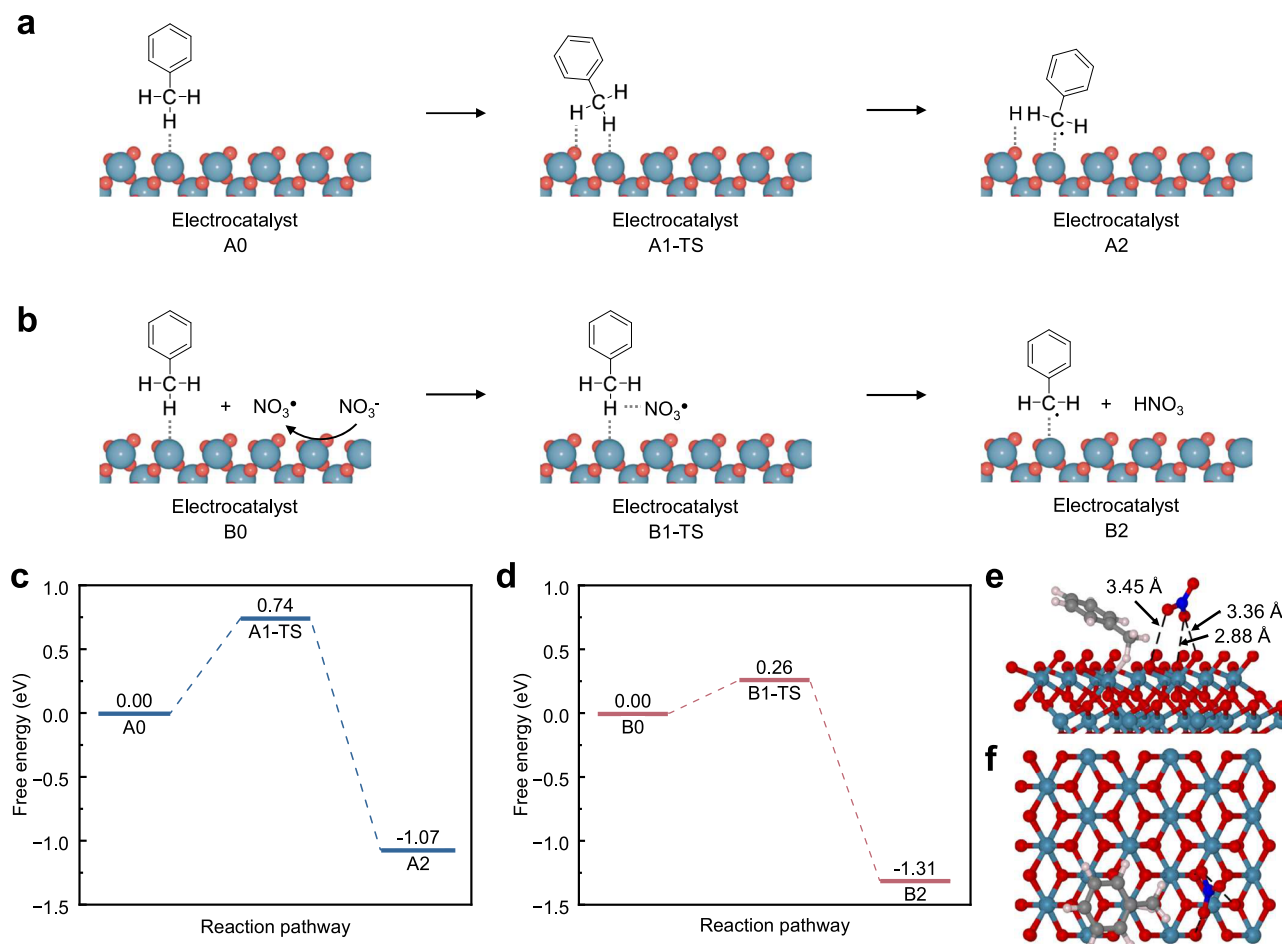 a
H-C-H
H
Electrocatalyst
A0
H
C
H
H
Electrocatalyst
A1-TS
H
H-C-H
Electrocatalyst
A2
b
H-C-H
H
+ NO3• NO3-
Electrocatalyst
B0
H-C-H
H NO3•
Electrocatalyst
B1-TS
H-C-H + HNO3
Electrocatalyst
B2
c
Free energy (eV)
1.0
0.5
0.0
−0.5
−1.0
−1.5
0.00
A0
0.74
A1-TS
-1.07
A2
Reaction pathway
d
Free energy (eV)
1.0
0.5
0.0
−0.5
−1.0
−1.5
0.00
B0
0.26
B1-TS
-1.31
B2
Reaction pathway
e
3.45 Å
3.36 Å
2.88 Å
f